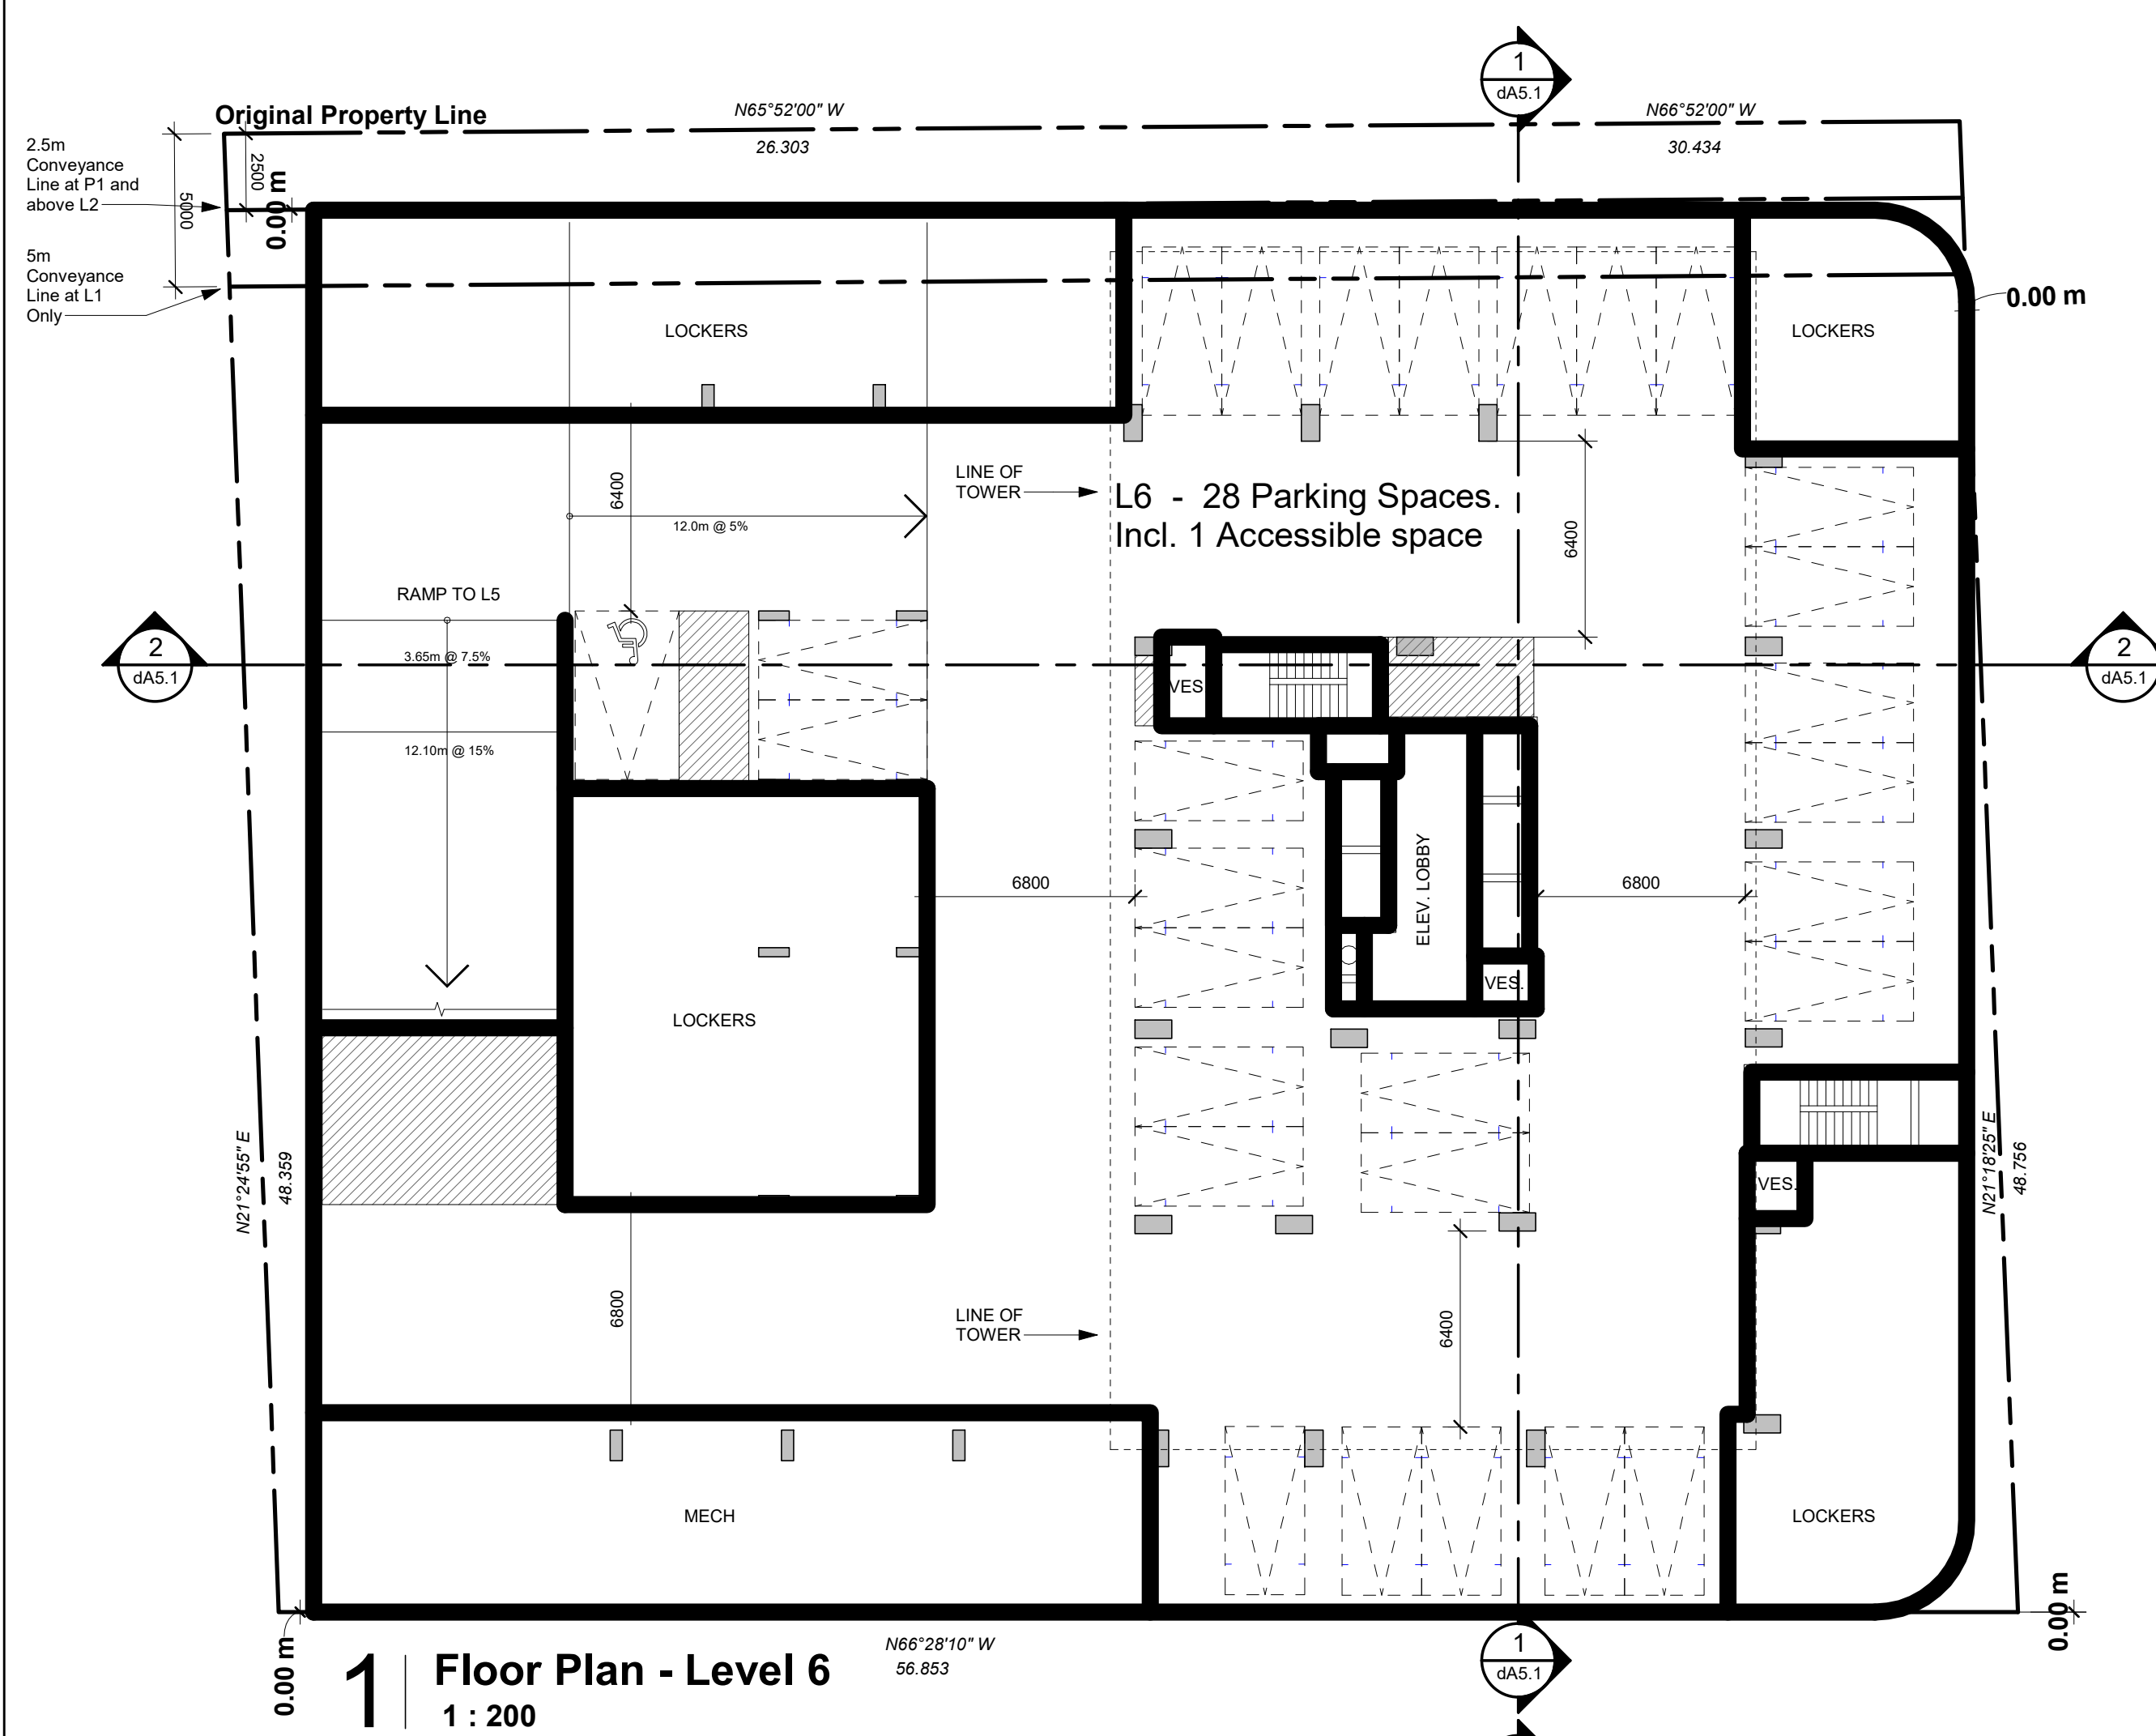 1
dA5.1
Original Property Line
N65°52'00" W
26.303
N66°52'00" W
30.434
2.5m
Conveyance
Line at P1 and
above L2
2500
5000
0.00 m
5m
Conveyance
Line at L1
Only
0.00 m
LOCKERS
LOCKERS
LINE OF
TOWER
L6 - 28 Parking Spaces.
Incl. 1 Accessible space
6400
12.0m @ 5%
6400
RAMP TO L5
2
dA5.1
3.65m @ 7.5%
2
dA5.1
VES
12.10m @ 15%
6800
ELEV. LOBBY
6800
VES.
LOCKERS
N21°24'55" E
48.359
VES.
N21°18'25" E
48.756
6800
LINE OF
TOWER
6400
MECH
LOCKERS
0.00 m
0.00 m
1
dA5.1
N66°28'10" W
56.853
1
Floor Plan - Level 6
1 : 200